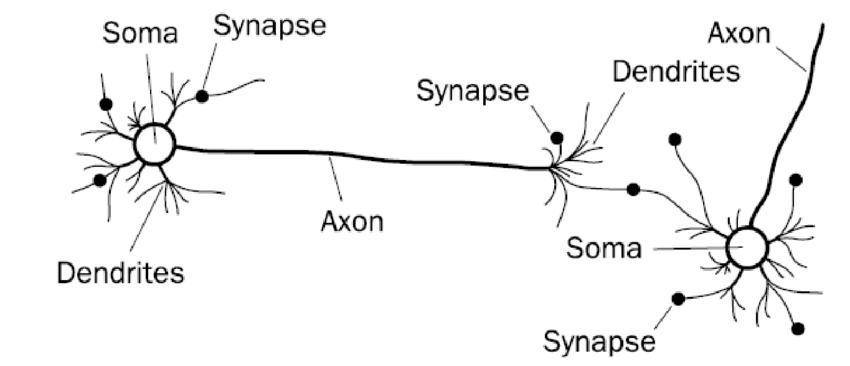 Soma
Synapse
Axon
Dendrites
Synapse
Axon
Soma
Dendrites
Synapse